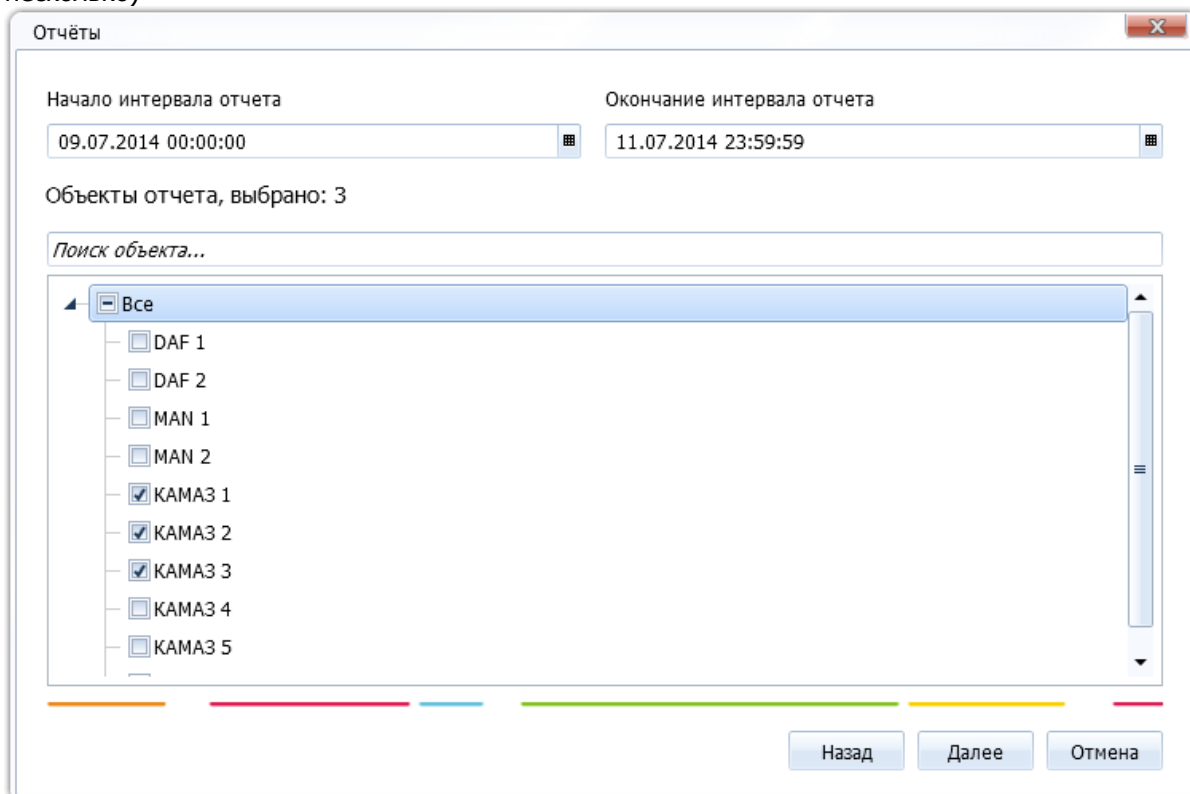 Отчёты
Начало интервала отчета Окончание интервала отчета
09.07.2014 00:00:00 11.07.2014 23:59:59
Объекты отчета, выбрано: 3
Поиск объекта...
Все
DAF 1
DAF 2
MAN 1
MAN 2
КАМАЗ 1
КАМАЗ 2
КАМАЗ 3
КАМАЗ 4
КАМАЗ 5
Назад Далее Отмена